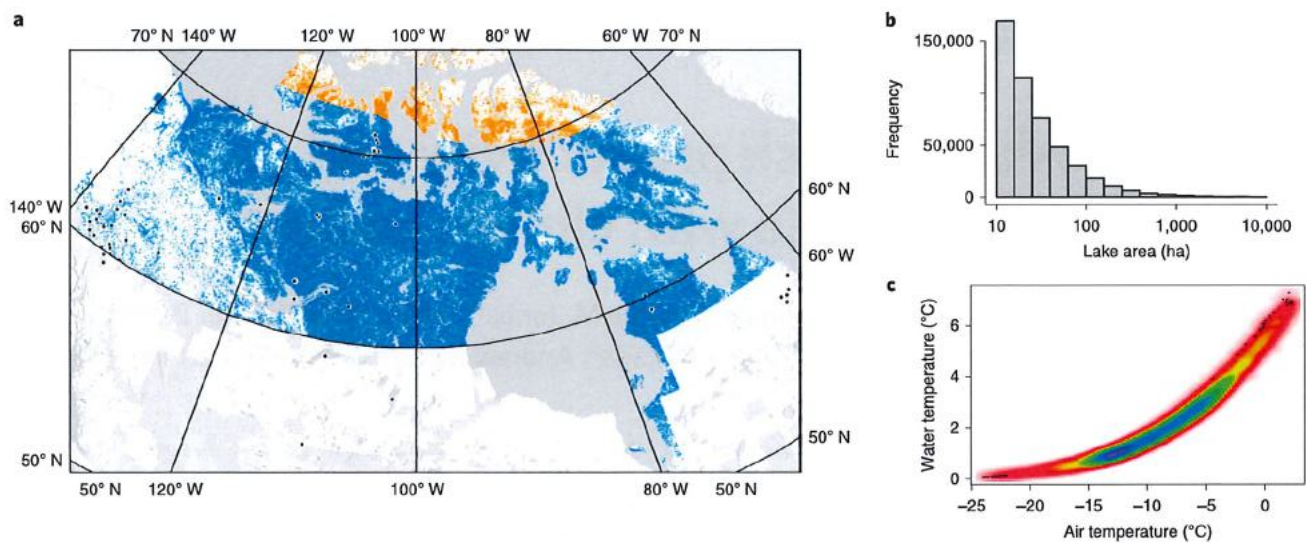 a
70° N 140° W 120° W 100° W 80° W 60° W 70° N
140° W
60° N
60° N
60° W
50° N
50° N
50° N 120° W 100° W 80° W 50° N
b
150,000
50,000
0
Frequency
10 100 1,000 10,000
Lake area (ha)
c
6
4
2
0
Water temperature (°C)
–25 –20 –15 –10 –5 0
Air temperature (°C)